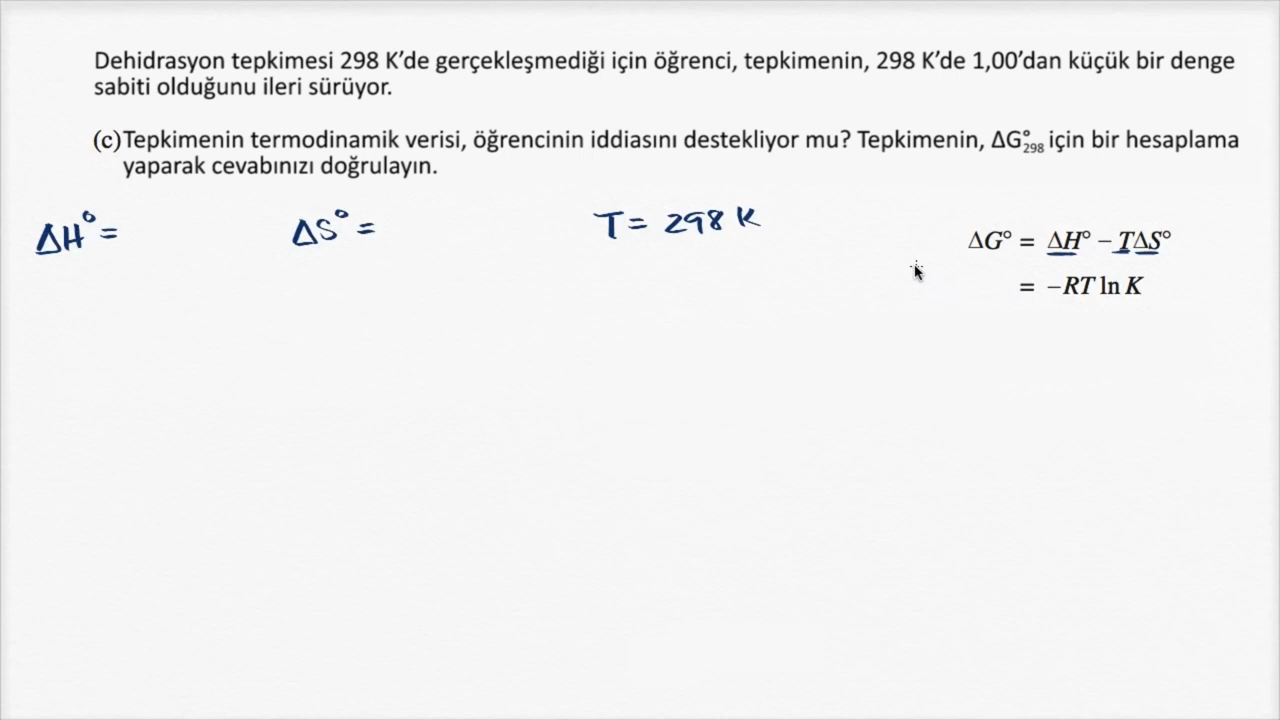 Dehidrasyon tepkimesi 298 K’de gerçekleşmediği için öğrenci, tepkimenin, 298 K’de 1,00’dan küçük bir denge
sabiti olduğunu ileri sürüyor.
(c) Tepkimenin termodinamik verisi, öğrencinin iddiasını destekliyor mu? Tepkimenin, ΔG°₂₉₈ için bir hesaplama
yaparak cevabınızı doğrulayın.
ΔH° = ΔS° = T = 298 K
ΔG° = ΔH° − TΔS°
= −RT ln K